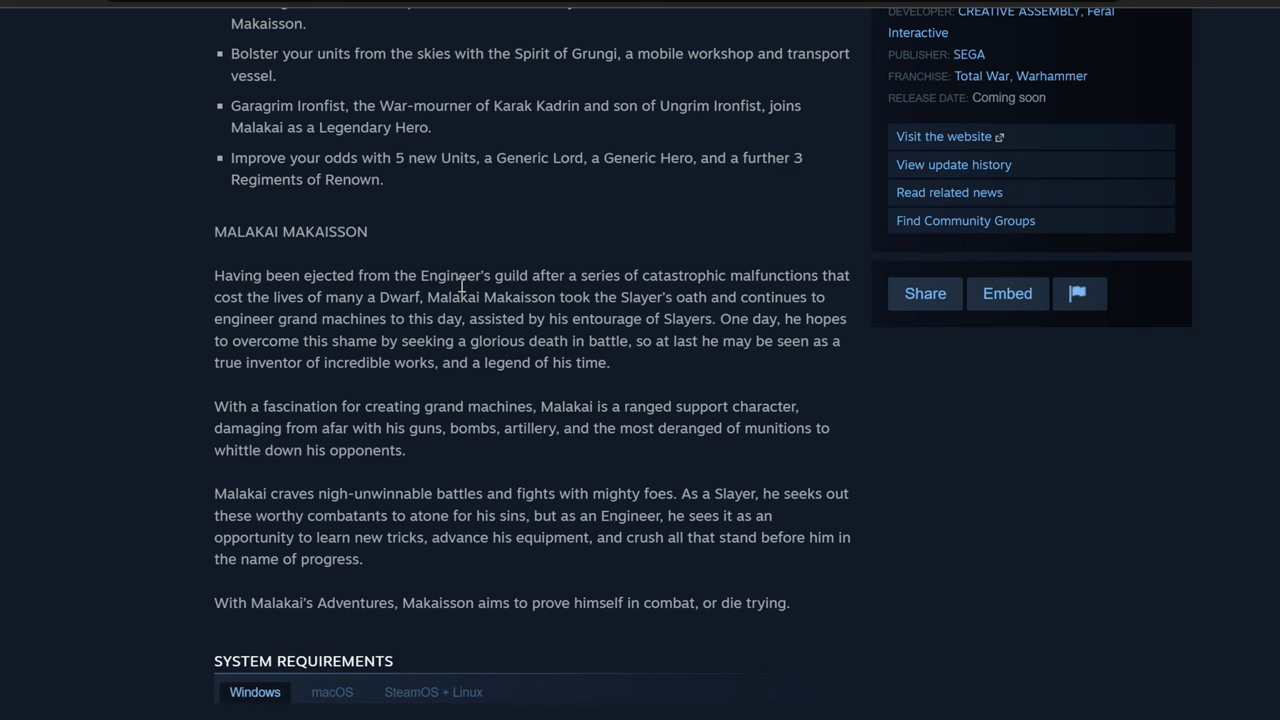 Makaisson.
Bolster your units from the skies with the Spirit of Grungi, a mobile workshop and transport
vessel.
Garagrim Ironfist, the War-mourner of Karak Kadrin and son of Ungrim Ironfist, joins
Malakai as a Legendary Hero.
Improve your odds with 5 new Units, a Generic Lord, a Generic Hero, and a further 3
Regiments of Renown.
MALAKAI MAKAISSON
Having been ejected from the Engineer's guild after a series of catastrophic malfunctions that
cost the lives of many a Dwarf, Malakai Makaisson took the Slayer's oath and continues to
engineer grand machines to this day, assisted by his entourage of Slayers. One day, he hopes
to overcome this shame by seeking a glorious death in battle, so at last he may be seen as a
true inventor of incredible works, and a legend of his time.
With a fascination for creating grand machines, Malakai is a ranged support character,
damaging from afar with his guns, bombs, artillery, and the most deranged of munitions to
whittle down his opponents.
Malakai craves nigh-unwinnable battles and fights with mighty foes. As a Slayer, he seeks out
these worthy combatants to atone for his sins, but as an Engineer, he sees it as an
opportunity to learn new tricks, advance his equipment, and crush all that stand before him in
the name of progress.
With Malakai's Adventures, Makaisson aims to prove himself in combat, or die trying.
SYSTEM REQUIREMENTS
Windows macOS SteamOS + Linux
DEVELOPER: CREATIVE ASSEMBLY, Feral
Interactive
PUBLISHER: SEGA
FRANCHISE: Total War, Warhammer
RELEASE DATE: Coming soon
Visit the website
View update history
Read related news
Find Community Groups
Share Embed